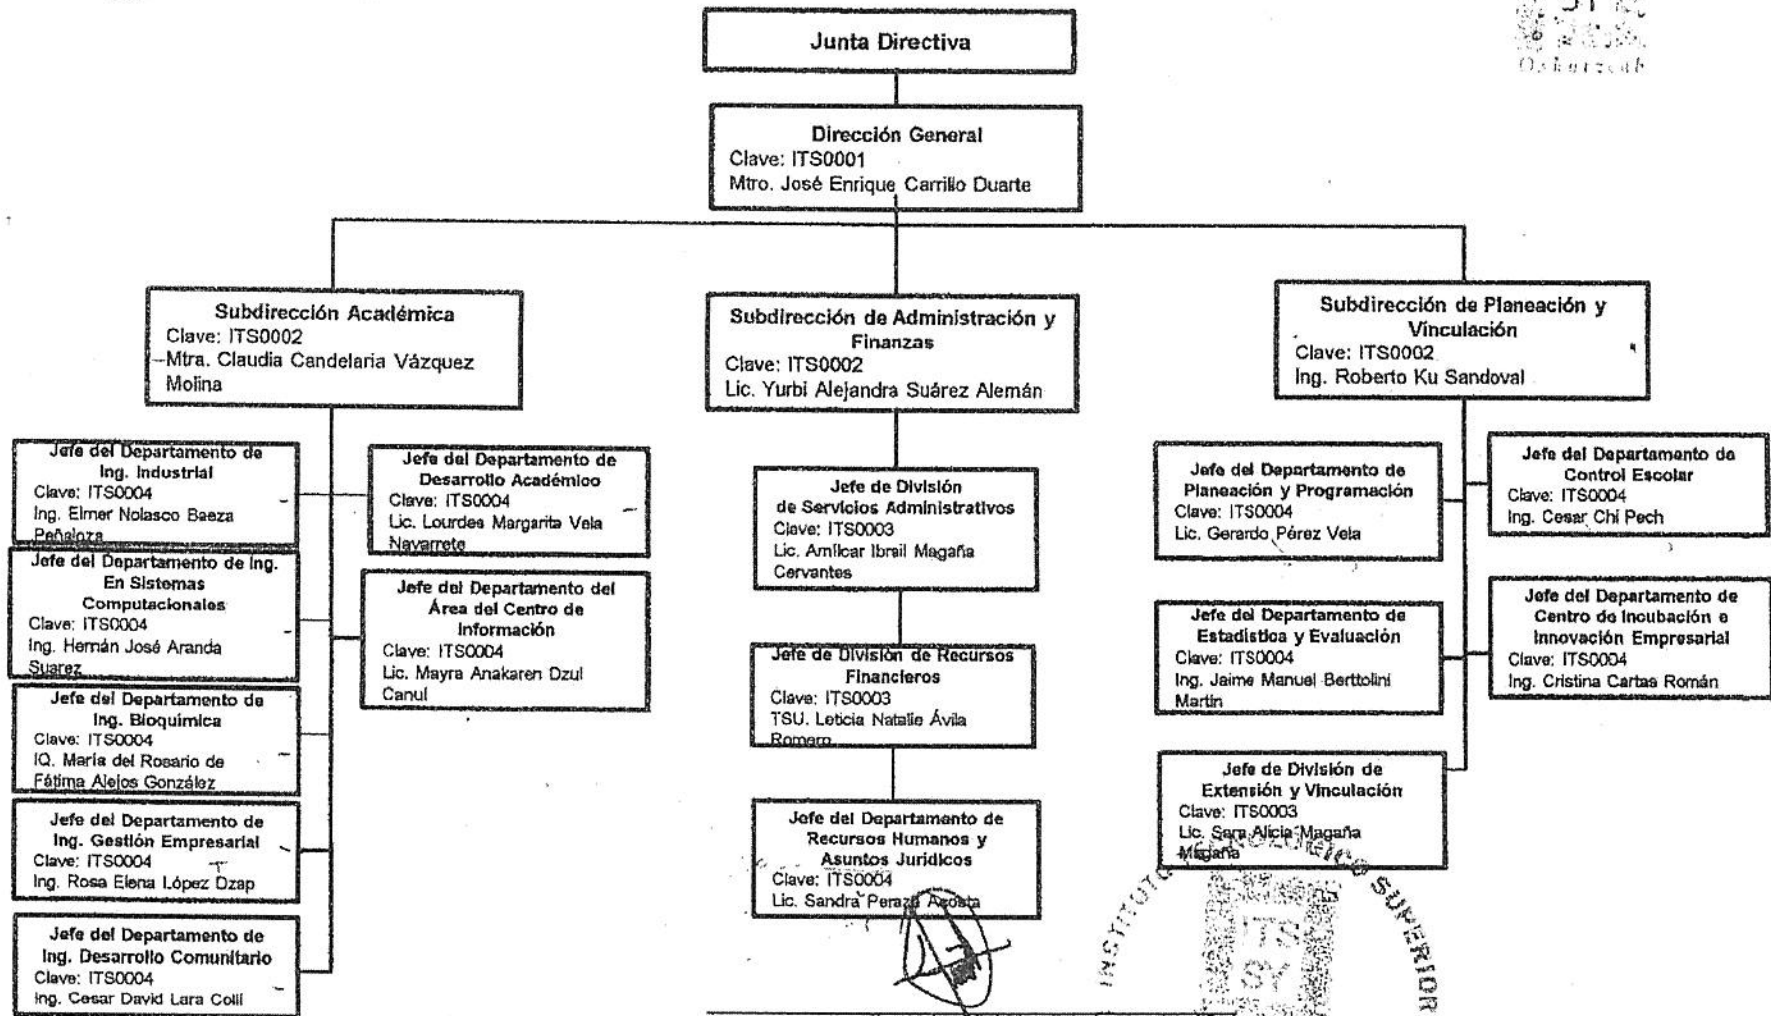 Junta Directiva
Dirección General
Clave: ITS0001
Mtro. José Enrique Carrillo Duarte
Subdirección Académica
Clave: ITS0002
Mtra. Claudia Candelaria Vázquez
Molina
Subdirección de Administración y
Finanzas
Clave: ITS0002
Lic. Yurbi Alejandra Suárez Alemán
Subdirección de Planeación y
Vinculación
Clave: ITS0002
Ing. Roberto Ku Sandoval
Jefe del Departamento de
Ing. Industrial
Clave: ITS0004
Ing. Elmer Nolasco Baeza
Peñaloza
Jefe del Departamento de Ing.
En Sistemas
Computacionales
Clave: ITS0004
Ing. Hernán José Aranda
Suarez
Jefe del Departamento de
Ing. Bioquímica
Clave: ITS0004
IQ. María del Rosario de
Fátima Alejos González
Jefe del Departamento de
Ing. Gestión Empresarial
Clave: ITS0004
Ing. Rosa Elena López Dzap
Jefe del Departamento de
Ing. Desarrollo Comunitario
Clave: ITS0004
Ing. Cesar David Lara Collí
Jefe del Departamento de
Desarrollo Académico
Clave: ITS0004
Lic. Lourdes Margarita Vela
Navarrete
Jefe del Departamento del
Área del Centro de
Información
Clave: ITS0004
Lic. Mayra Anakaren Dzul
Canul
Jefe de División
de Servicios Administrativos
Clave: ITS0003
Lic. Amílcar Ibrail Magaña
Cervantes
Jefe de División de Recursos
Financieros
Clave: ITS0003
TSU. Leticia Natalie Ávila
Romero
Jefe del Departamento de
Recursos Humanos y
Asuntos Jurídicos
Clave: ITS0004
Lic. Sandra Peraza Acosta
Jefe del Departamento de
Planeación y Programación
Clave: ITS0004
Lic. Gerardo Pérez Vela
Jefe del Departamento de
Estadística y Evaluación
Clave: ITS0004
Ing. Jaime Manuel Berttolini
Martin
Jefe de División de
Extensión y Vinculación
Clave: ITS0003
Lic. Sara Alicia Magaña
Magaña
Jefe del Departamento de
Control Escolar
Clave: ITS0004
Ing. Cesar Chi Pech
Jefe del Departamento de
Centro de Incubación e
Innovación Empresarial
Clave: ITS0004
Ing. Cristina Cartas Román
INSTITUTO TECNOLÓGICO SUPERIOR